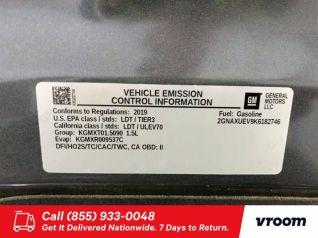 VEHICLE EMISSION
CONTROL INFORMATION
GM
GENERAL
MOTORS
LLC
Conforms to Regulations: 2019
U.S. EPA class / stds: LDT / TIER3
California class / stds: LDT / ULEV70
Group: KGMXT01.5090 1.5L
Evap: KGMXR009537C
DFI/HO2S/TC/CAC/TWC, CA OBD: II
Fuel: Gasoline
2GNAXUEV9K6182746
CALL (855) 933-0048
Get It Delivered Nationwide. 7 Days to Return.
vroom